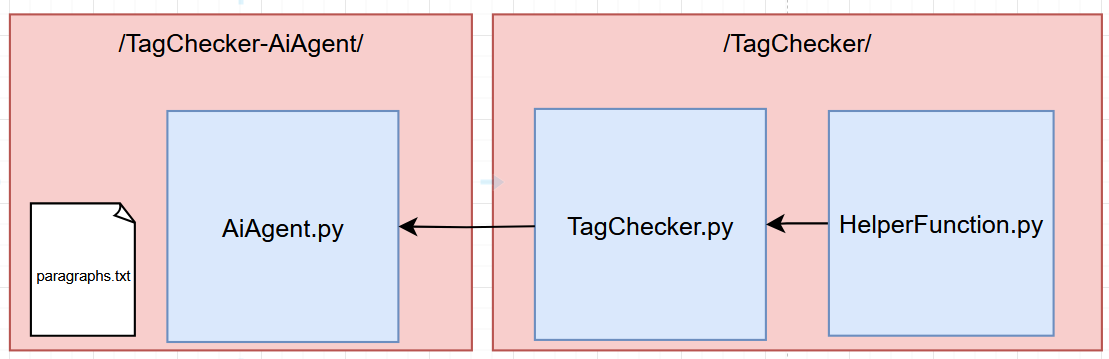 /TagChecker-AiAgent/
/TagChecker/
paragraphs.txt
AiAgent.py
TagChecker.py
HelperFunction.py